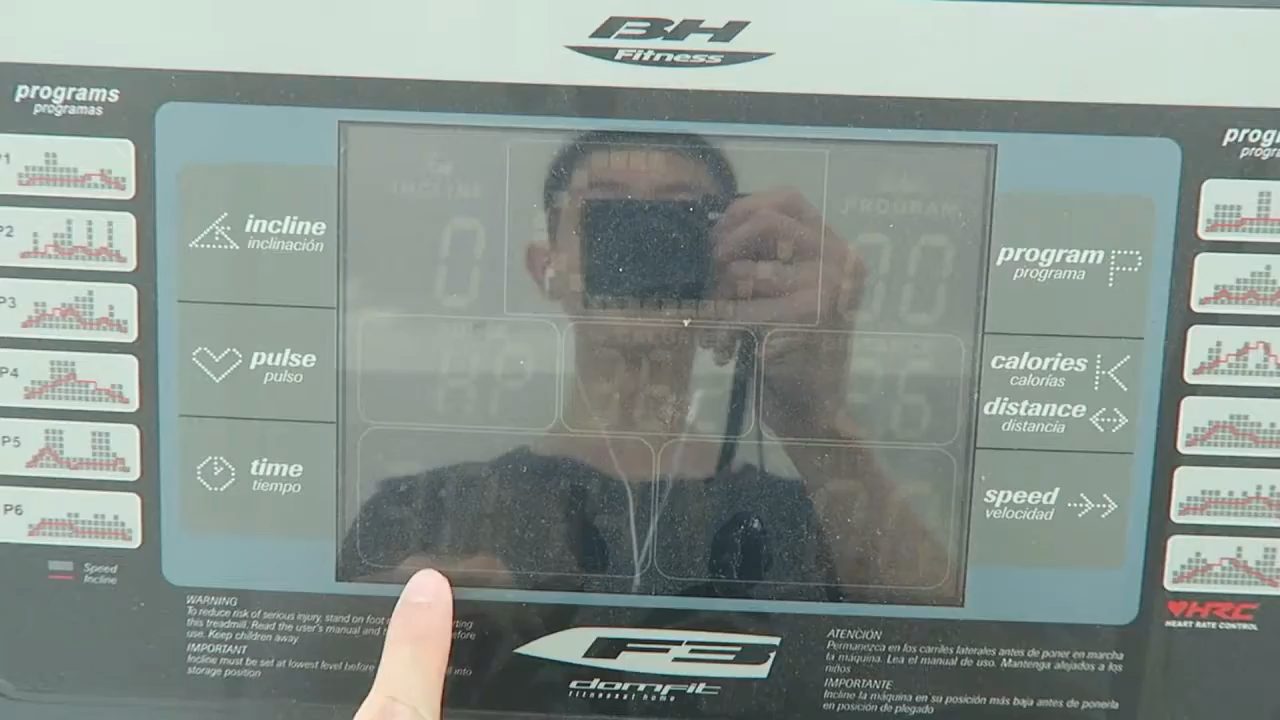 BH
Fitness
programs
programas
P2
P3
P4
P5
P6
Speed
Incline
incline
inclinación
pulse
pulso
time
tiempo
INCLINE
0
PROGRAM
00
program
programa
calories
calorías
distance
distancia
speed
velocidad
WARNING
To reduce risk of serious injury, stand on foot
this treadmill. Read the user's manual and
use. Keep children away
IMPORTANT
Incline must be set at lowest level before
storage position
F3
domfit
fitness at home
ATENCIÓN
Permanezca en los carriles laterales antes de poner en marcha
la máquina. Lea el manual de uso. Mantenga alejados a los
niños
IMPORTANTE
Incline la máquina en su posición más baja antes de ponerla
en posición de plegado
HRC
HEART RATE CONTROL